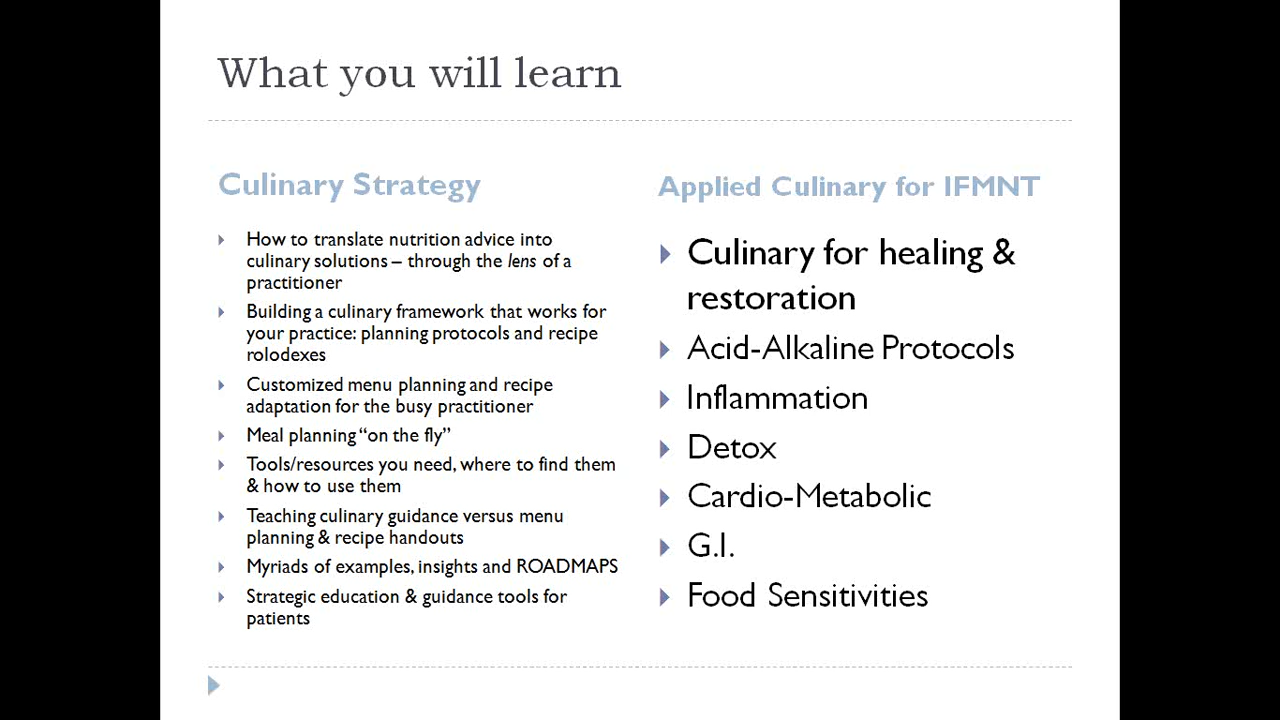 What you will learn
Culinary Strategy
How to translate nutrition advice into
culinary solutions – through the lens of a
practitioner
Building a culinary framework that works for
your practice: planning protocols and recipe
rolodexes
Customized menu planning and recipe
adaptation for the busy practitioner
Meal planning “on the fly”
Tools/resources you need, where to find them
& how to use them
Teaching culinary guidance versus menu
planning & recipe handouts
Myriads of examples, insights and ROADMAPS
Strategic education & guidance tools for
patients
Applied Culinary for IFMNT
Culinary for healing &
restoration
Acid-Alkaline Protocols
Inflammation
Detox
Cardio-Metabolic
G.I.
Food Sensitivities